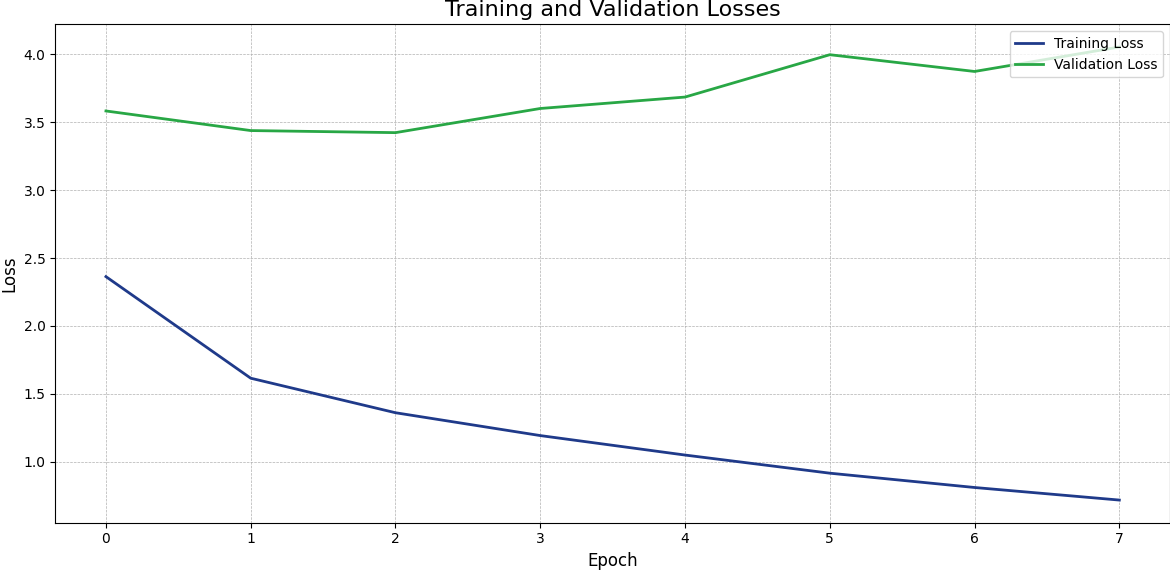 Training and Validation Losses
Training Loss
Validation Loss
4.0
3.5
3.0
2.5
2.0
1.5
1.0
Loss
0 1 2 3 4 5 6 7
Epoch